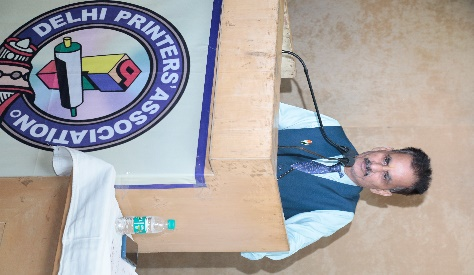 DELHI PRINTERS' ASSOCIATION